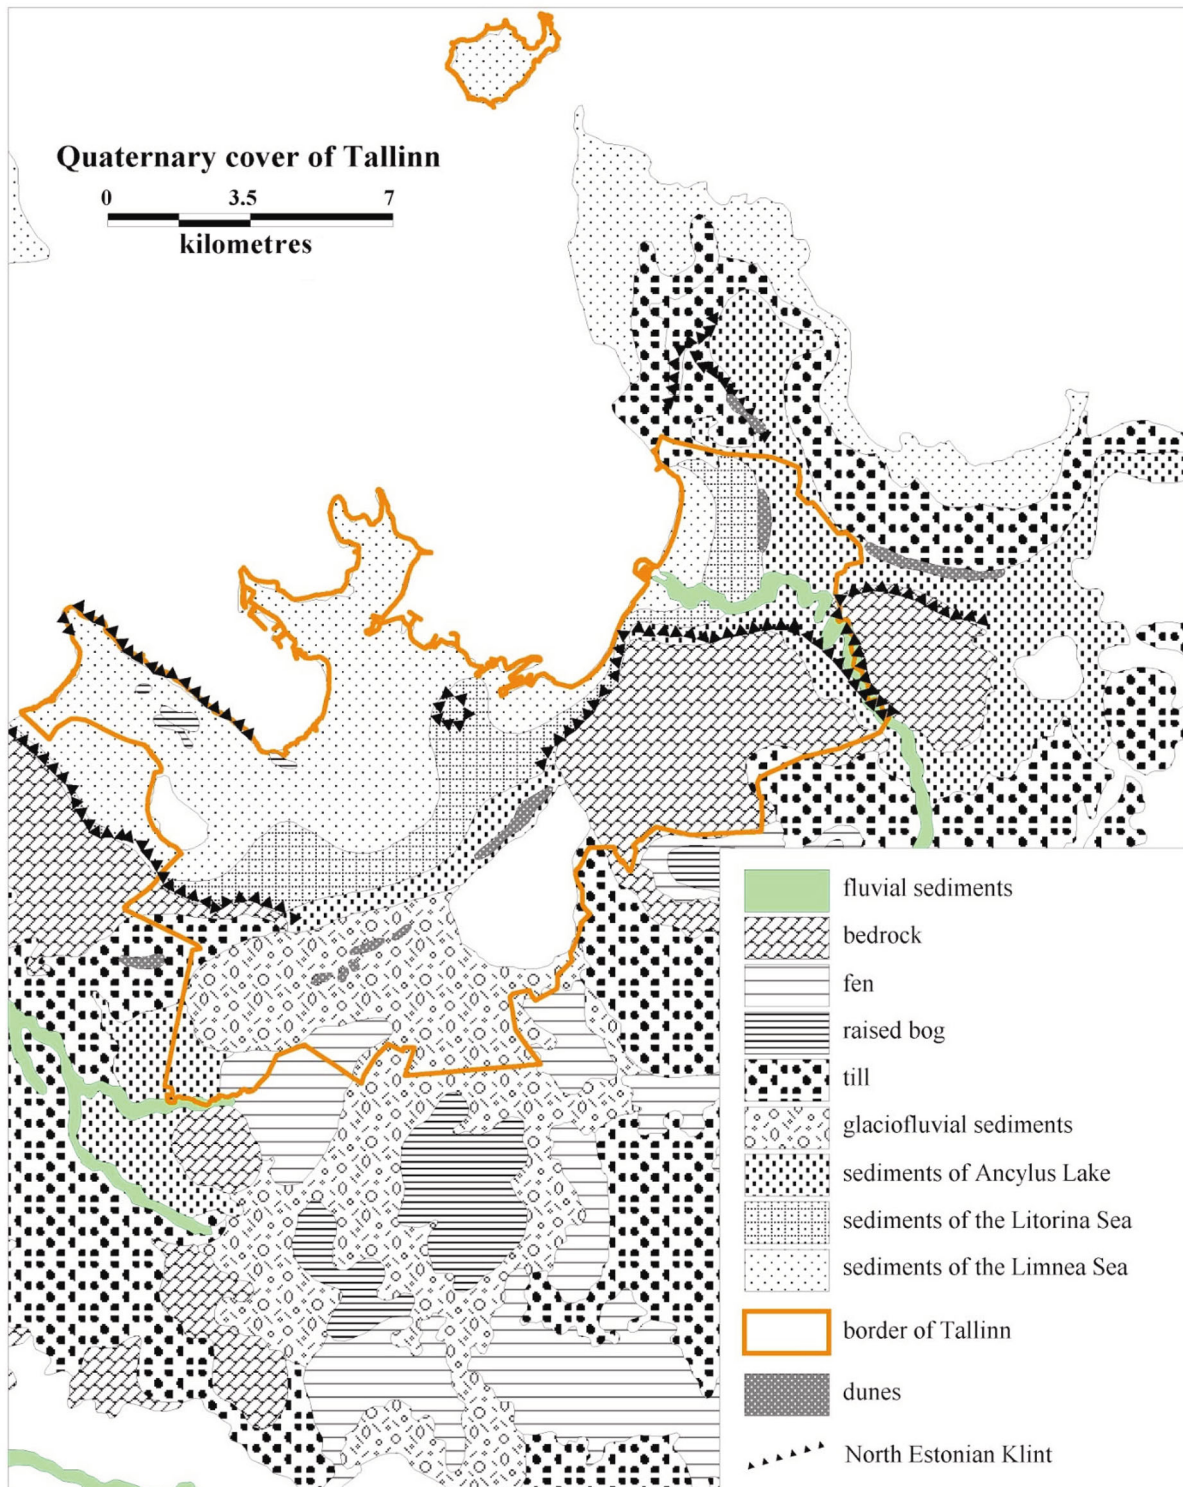 Quaternary cover of Tallinn
0 3.5 7
kilometres
fluvial sediments
bedrock
fen
raised bog
till
glaciofluvial sediments
sediments of Ancylus Lake
sediments of the Litorina Sea
sediments of the Limnea Sea
border of Tallinn
dunes
North Estonian Klint